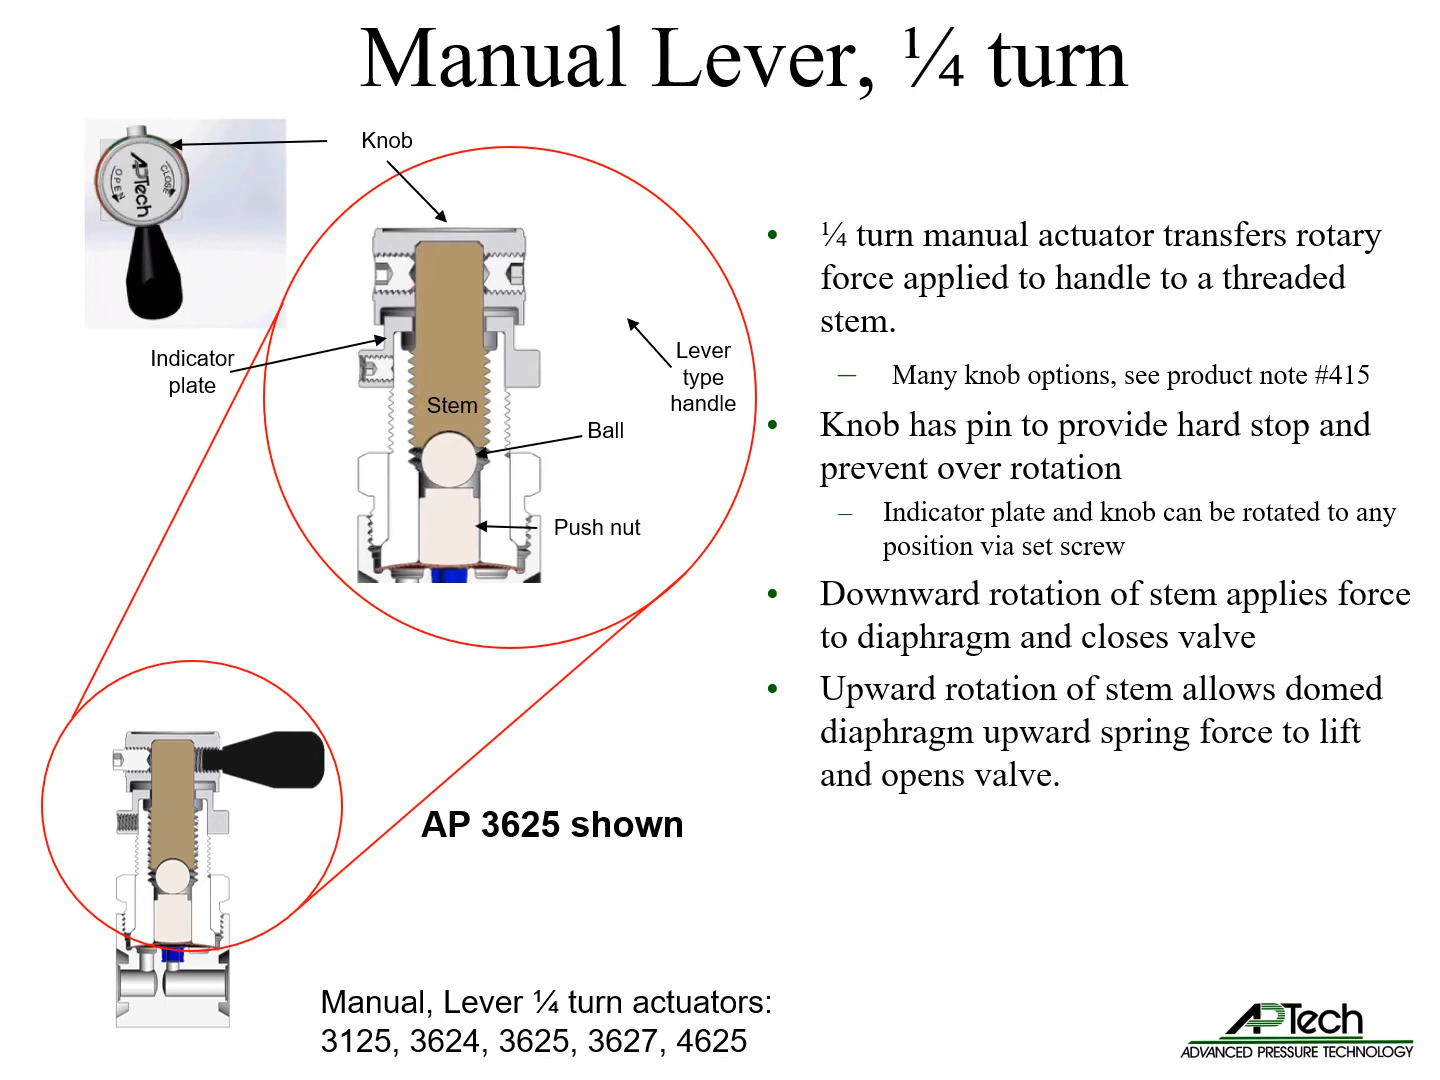 Manual Lever, ¼ turn
Knob
CLOSE
OPEN
APTech
Indicator
plate
Lever
type
handle
Stem
Ball
Push nut
• ¼ turn manual actuator transfers rotary
force applied to handle to a threaded
stem.
– Many knob options, see product note #415
• Knob has pin to provide hard stop and
prevent over rotation
– Indicator plate and knob can be rotated to any
position via set screw
• Downward rotation of stem applies force
to diaphragm and closes valve
• Upward rotation of stem allows domed
diaphragm upward spring force to lift
and opens valve.
AP 3625 shown
Manual, Lever ¼ turn actuators:
3125, 3624, 3625, 3627, 4625
APTech
ADVANCED PRESSURE TECHNOLOGY